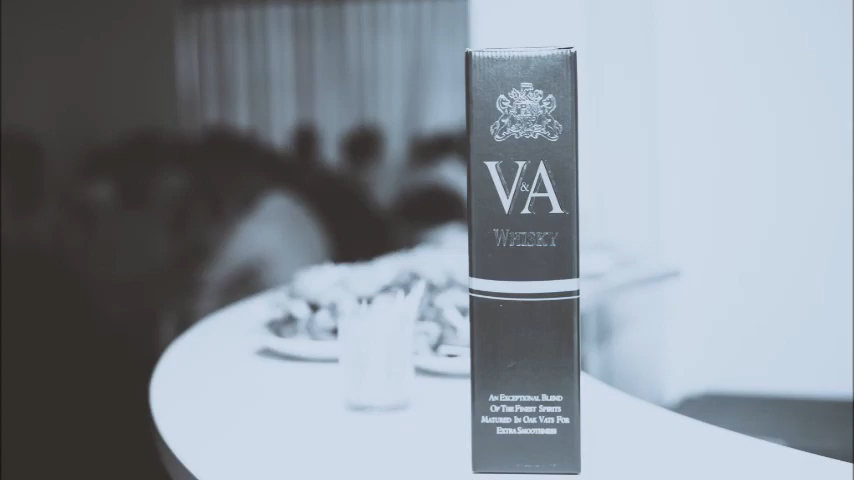 V&A
WHISKY
AN EXCEPTIONAL BLEND
OF THE FINEST SPIRITS
MATURED IN OAK VATS FOR
EXTRA SMOOTHNESS